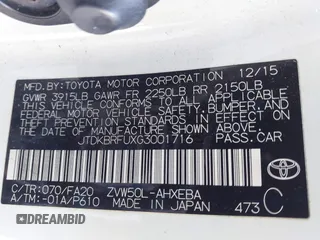 MFD.BY:TOYOTA MOTOR CORPORATION 12/15
GVWR 3915LB GAWR FR 2250LB RR 2150LB
THIS VEHICLE CONFORMS TO ALL APPLICABLE
FEDERAL MOTOR VEHICLE SAFETY, BUMPER, AND
THEFT PREVENTION STANDARDS IN EFFECT ON
THE DATE OF MANUFACTURE SHOWN ABOVE.
JTDKBRFUXG3001716 PASS.CAR
C/TR:070/FA20 ZVW50L-AHXEBA
A/TM:-01A/P610 MADE IN JAPAN 473 C
TOYOTA
DIMABID